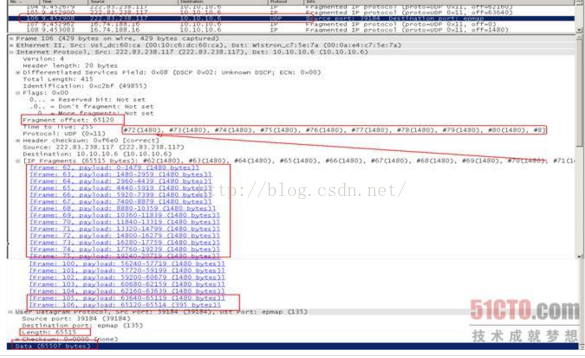 No. Time Source Destination Protocol Info
104 9.452679 222.83.238.117 10.10.10.6 IP Fragmented IP protocol (proto=UDP 0x11, off=62160)
105 9.452900 222.83.238.117 10.10.10.6 IP Fragmented IP protocol (proto=UDP 0x11, off=63640)
106 9.452908 222.83.238.117 10.10.10.6 UDP Source port: 39184 Destination port: epmap
107 9.452962 16.74.188.25 10.10.10.6 IP Fragmented IP protocol (proto=UDP 0x11, off=0)
108 9.453083 16.74.188.16 10.10.10.6 IP Fragmented IP protocol (proto=UDP 0x11, off=1480)
Frame 106 (429 bytes on wire, 429 bytes captured)
Ethernet II, Src: Usi_dc:60:ca (00:10:c6:dc:60:ca), Dst: Wistron_c7:5e:7a (00:0a:e4:c7:5e:7a)
Internet Protocol, Src: 222.83.238.117 (222.83.238.117), Dst: 10.10.10.6 (10.10.10.6)
Version: 4
Header length: 20 bytes
Differentiated Services Field: 0x08 (DSCP 0x02: Unknown DSCP; ECN: 0x00)
Total Length: 415
Identification: 0xc2bf (49855)
Flags: 0x00
0... = Reserved bit: Not set
.0.. = Don't fragment: Not set
..0. = More fragments: Not set
Fragment offset: 65120
Time to live: 255
Protocol: UDP (0x11)
#72(1480), #73(1480), #74(1480), #75(1480), #76(1480), #77(1480), #78(1480), #79(1480), #80(1480), #8
Header checksum: 0xf6e0 [correct]
Source: 222.83.238.117 (222.83.238.117)
Destination: 10.10.10.6 (10.10.10.6)
[IP Fragments (65515 bytes): #62(1480), #63(1480), #64(1480), #65(1480), #66(1480), #67(1480), #68(1480), #69(1480), #70(1480), #71(1
[Frame: 62, payload: 0-1479 (1480 bytes)]
[Frame: 63, payload: 1480-2959 (1480 bytes)]
[Frame: 64, payload: 2960-4439 (1480 bytes)]
[Frame: 65, payload: 4440-5919 (1480 bytes)]
[Frame: 66, payload: 5920-7399 (1480 bytes)]
[Frame: 67, payload: 7400-8879 (1480 bytes)]
[Frame: 68, payload: 8880-10359 (1480 bytes)]
[Frame: 69, payload: 10360-11839 (1480 bytes)]
[Frame: 70, payload: 11840-13319 (1480 bytes)]
[Frame: 71, payload: 13320-14799 (1480 bytes)]
[Frame: 72, payload: 14800-16279 (1480 bytes)]
[Frame: 73, payload: 16280-17759 (1480 bytes)]
[Frame: 74, payload: 17760-19239 (1480 bytes)]
[Frame: 75, payload: 19240-20719 (1480 bytes)]
http://blog.csdn.net/
[Frame: 100, payload: 56240-57719 (1480 bytes)]
[Frame: 101, payload: 57720-59199 (1480 bytes)]
[Frame: 102, payload: 59200-60679 (1480 bytes)]
[Frame: 103, payload: 60680-62159 (1480 bytes)]
[Frame: 104, payload: 62160-63639 (1480 bytes)]
[Frame: 105, payload: 63640-65119 (1480 bytes)]
[Frame: 106, payload: 65120-65514 (395 bytes)]
User Datagram Protocol, Src Port: 39184 (39184), Dst Port: epmap (135)
Source port: 39184 (39184)
Destination port: epmap (135)
Length: 65515
Checksum: 0x0000 (none)
Data (65507 bytes)
51CTO.com
技术成就梦想